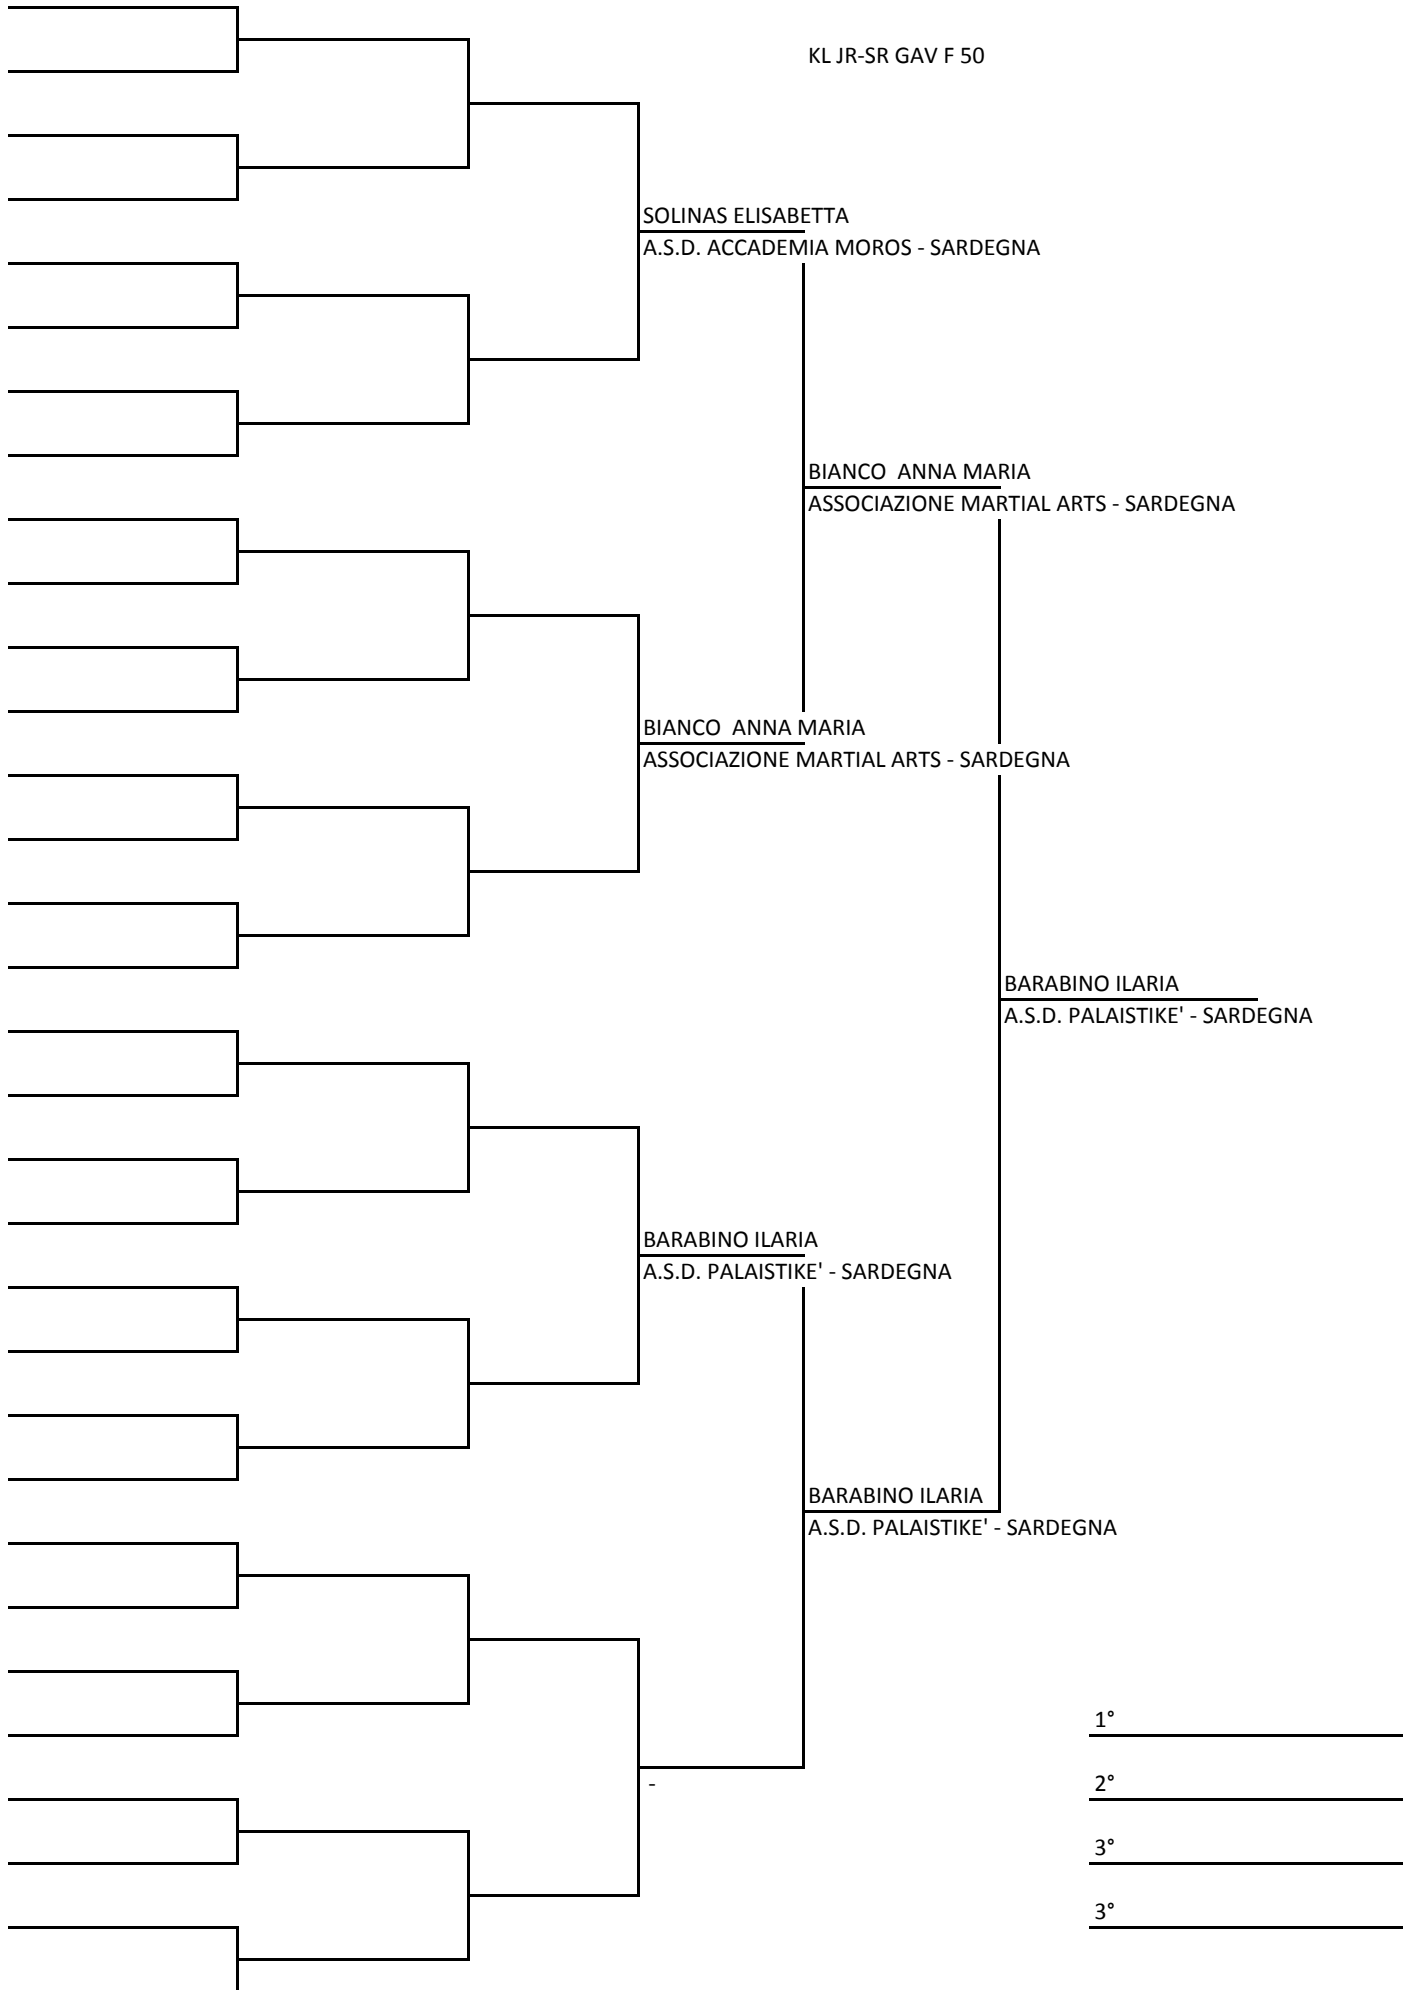 KL JR-SR GAV F 50
SOLINAS ELISABETTA
A.S.D. ACCADEMIA MOROS - SARDEGNA
BIANCO  ANNA MARIA
ASSOCIAZIONE MARTIAL ARTS - SARDEGNA
BIANCO  ANNA MARIA
ASSOCIAZIONE MARTIAL ARTS - SARDEGNA
BARABINO ILARIA
A.S.D. PALAISTIKE' - SARDEGNA
BARABINO ILARIA
A.S.D. PALAISTIKE' - SARDEGNA
BARABINO ILARIA
A.S.D. PALAISTIKE' - SARDEGNA
1°
-
2°
3°
3°